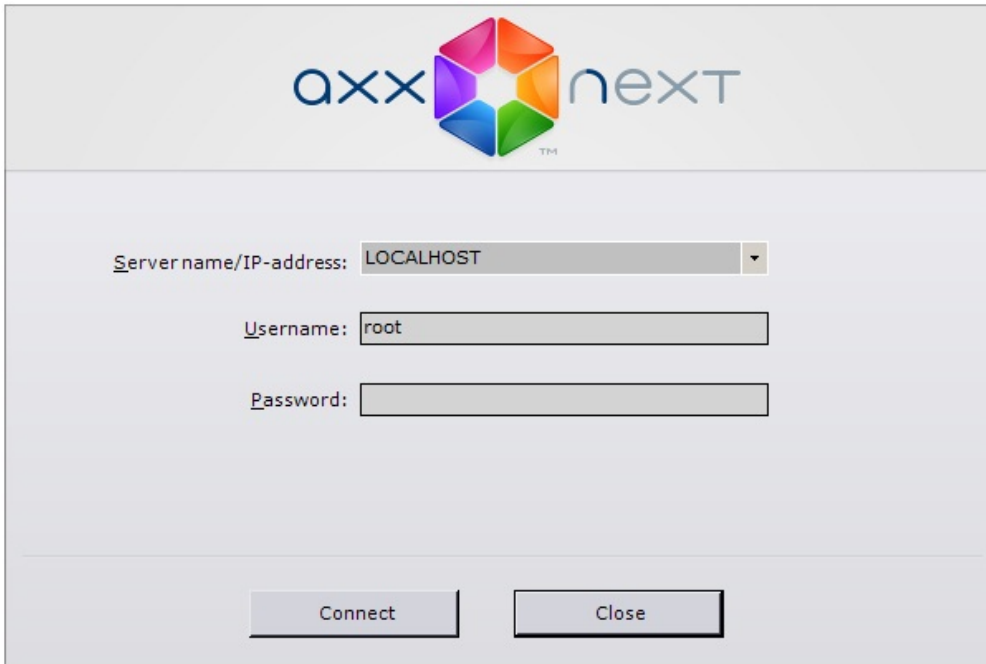 axxonnext
TM
Server name/IP-address: LOCALHOST
Username: root
Password:
Connect Close